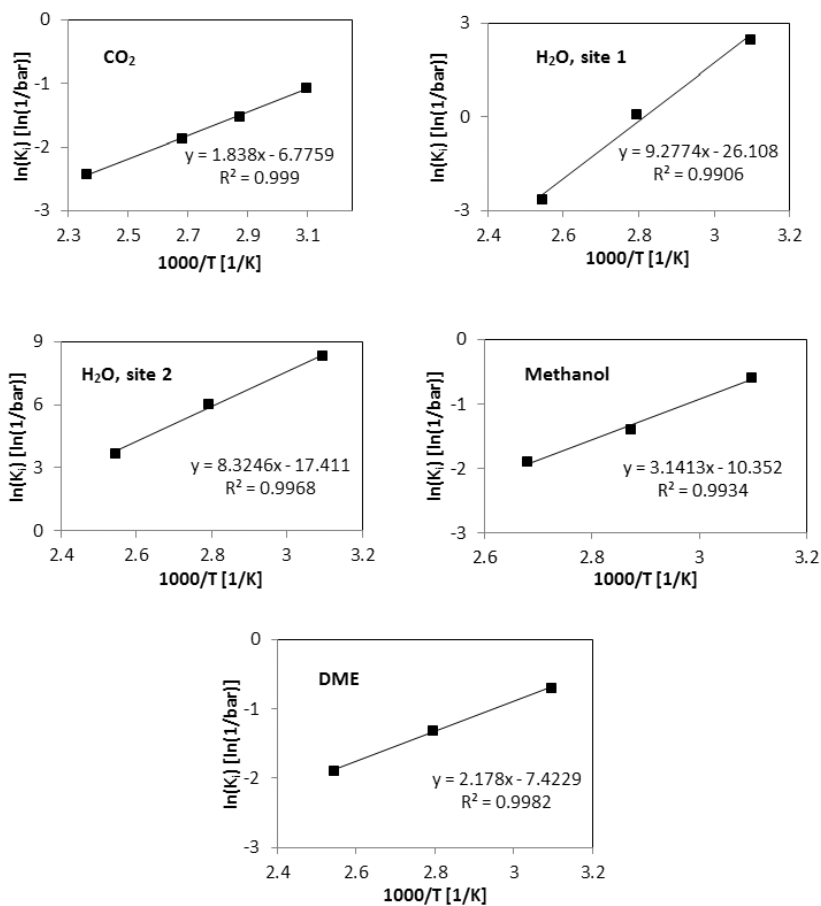 0
-1
-2
-3
ln(Kᵢ) [ln(1/bar)]
CO₂
y = 1.838x - 6.7759
R² = 0.999
2.3 2.5 2.7 2.9 3.1
1000/T [1/K]
3
0
-3
ln(Kᵢ) [ln(1/bar)]
H₂O, site 1
y = 9.2774x - 26.108
R² = 0.9906
2.4 2.6 2.8 3 3.2
1000/T [1/K]
9
6
3
0
ln(Kᵢ) [ln(1/bar)]
H₂O, site 2
y = 8.3246x - 17.411
R² = 0.9968
2.4 2.6 2.8 3 3.2
1000/T [1/K]
-0
-1
-2
-3
ln(Kᵢ) [ln(1/bar)]
Methanol
y = 3.1413x - 10.352
R² = 0.9934
2.6 2.8 3 3.2
1000/T [1/K]
0
-1
-2
-3
ln(Kᵢ) [ln(1/bar)]
DME
y = 2.178x - 7.4229
R² = 0.9982
2.4 2.6 2.8 3 3.2
1000/T [1/K]